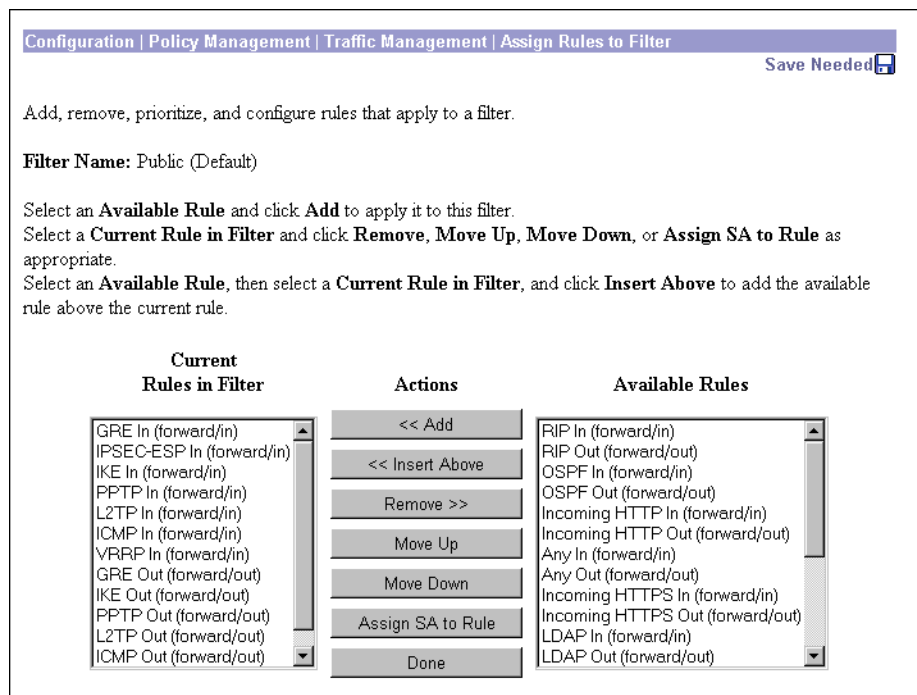 Configuration | Policy Management | Traffic Management | Assign Rules to Filter
Save Needed
Add, remove, prioritize, and configure rules that apply to a filter.
Filter Name: Public (Default)
Select an Available Rule and click Add to apply it to this filter.
Select a Current Rule in Filter and click Remove, Move Up, Move Down, or Assign SA to Rule as
appropriate.
Select an Available Rule, then select a Current Rule in Filter, and click Insert Above to add the available
rule above the current rule.
Current
Rules in Filter
GRE In (forward/in)
IPSEC-ESP In (forward/in)
IKE In (forward/in)
PPTP In (forward/in)
L2TP In (forward/in)
ICMP In (forward/in)
VRRP In (forward/in)
GRE Out (forward/out)
IKE Out (forward/out)
PPTP Out (forward/out)
L2TP Out (forward/out)
ICMP Out (forward/out)
Actions
<< Add
<< Insert Above
Remove >>
Move Up
Move Down
Assign SA to Rule
Done
Available Rules
RIP In (forward/in)
RIP Out (forward/out)
OSPF In (forward/in)
OSPF Out (forward/out)
Incoming HTTP In (forward/in)
Incoming HTTP Out (forward/out)
Any In (forward/in)
Any Out (forward/out)
Incoming HTTPS In (forward/in)
Incoming HTTPS Out (forward/out)
LDAP In (forward/in)
LDAP Out (forward/out)